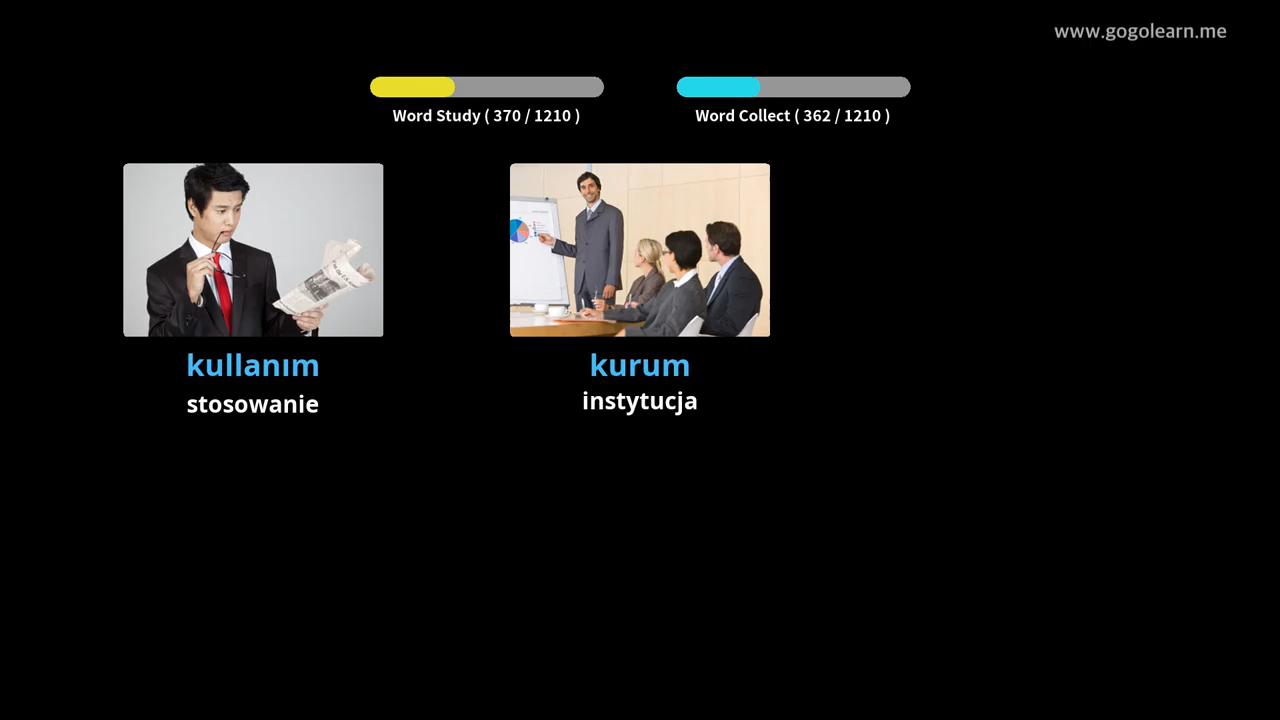 www.gogolearn.me
Word Study ( 370 / 1210 )
Word Collect ( 362 / 1210 )
kullanım
stosowanie
kurum
instytucja